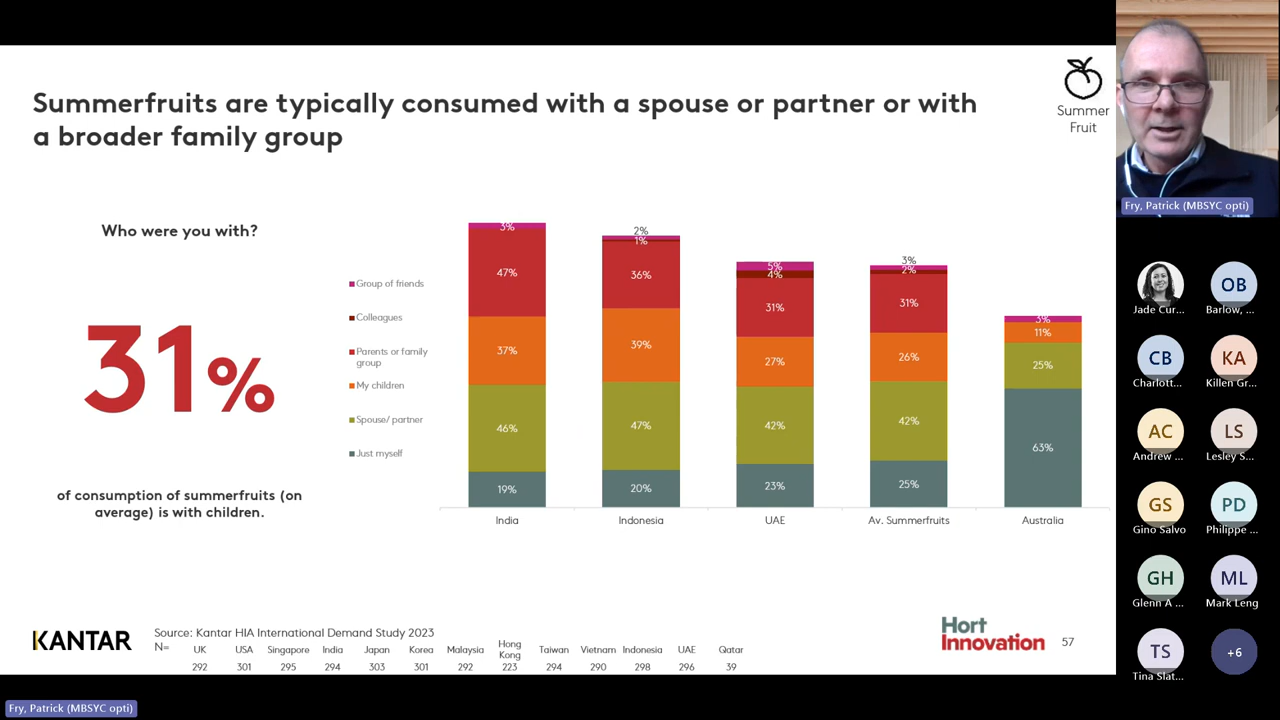 Summerfruits are typically consumed with a spouse or partner or with
a broader family group
Summer
Fruit
Who were you with?
31%
of consumption of summerfruits (on
average) is with children.
Group of friends
Colleagues
Parents or family
group
My children
Spouse/ partner
Just myself
3%
47%
37%
46%
19%
India
2%
1%
36%
39%
47%
20%
Indonesia
5%
4%
31%
27%
42%
23%
UAE
3%
2%
31%
26%
42%
25%
Av. Summerfruits
3%
11%
25%
63%
Australia
KANTAR
Source: Kantar HIA International Demand Study 2023
N=
UK USA Singapore India Japan Korea Malaysia Hong Kong Taiwan Vietnam Indonesia UAE Qatar
292 301 295 294 303 301 292 223 294 290 298 296 39
Hort
Innovation
57
Fry, Patrick (MBSYC opti)
Jade Cur...
OB
Barlow, ...
CB
Charlott...
KA
Killen Gr...
AC
Andrew ...
LS
Lesley S...
GS
Gino Salvo
PD
Philippe ...
GH
Glenn A ...
ML
Mark Leng
TS
Tina Slat...
+6
Fry, Patrick (MBSYC opti)